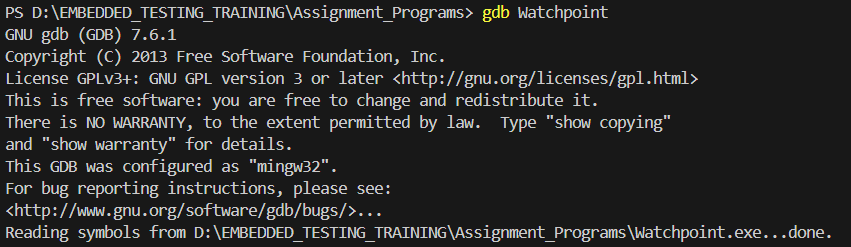 PS D:\EMBEDDED_TESTING_TRAINING\Assignment_Programs> gdb Watchpoint
GNU gdb (GDB) 7.6.1
Copyright (C) 2013 Free Software Foundation, Inc.
License GPLv3+: GNU GPL version 3 or later <http://gnu.org/licenses/gpl.html>
This is free software: you are free to change and redistribute it.
There is NO WARRANTY, to the extent permitted by law.  Type "show copying"
and "show warranty" for details.
This GDB was configured as "mingw32".
For bug reporting instructions, please see:
<http://www.gnu.org/software/gdb/bugs/>...
Reading symbols from D:\EMBEDDED_TESTING_TRAINING\Assignment_Programs\Watchpoint.exe...done.